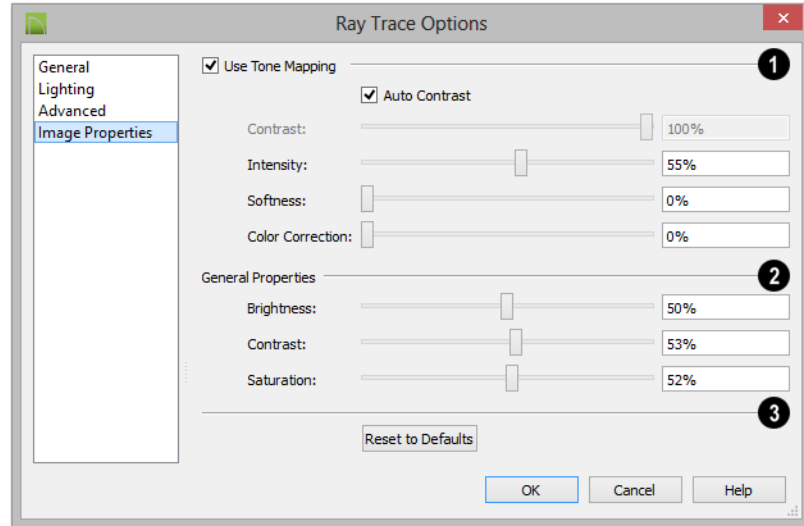 Ray Trace Options
General
Lighting
Advanced
Image Properties
Use Tone Mapping 1
Auto Contrast
Contrast: 100%
Intensity: 55%
Softness: 0%
Color Correction: 0%
General Properties 2
Brightness: 50%
Contrast: 53%
Saturation: 52%
3
Reset to Defaults
OK Cancel Help